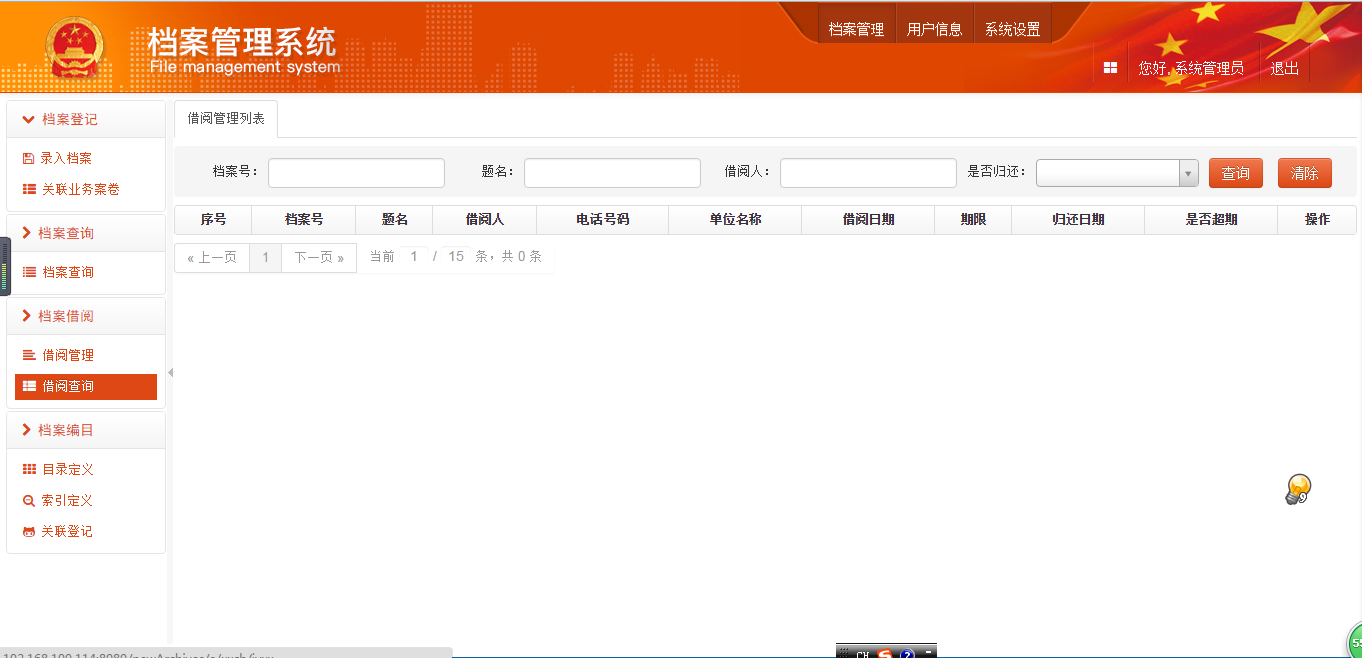 档案管理系统
File management system
档案管理 用户信息 系统设置
您好, 系统管理员 退出
档案登记
录入档案
关联业务案卷
档案查询
档案查询
档案借阅
借阅管理
借阅查询
档案编目
目录定义
索引定义
关联登记
借阅管理列表
档案号： 题名： 借阅人： 是否归还： 查询 清除
序号 档案号 题名 借阅人 电话号码 单位名称 借阅日期 期限 归还日期 是否超期 操作
« 上一页 1 下一页 » 当前 1 / 15 条，共 0 条
CH